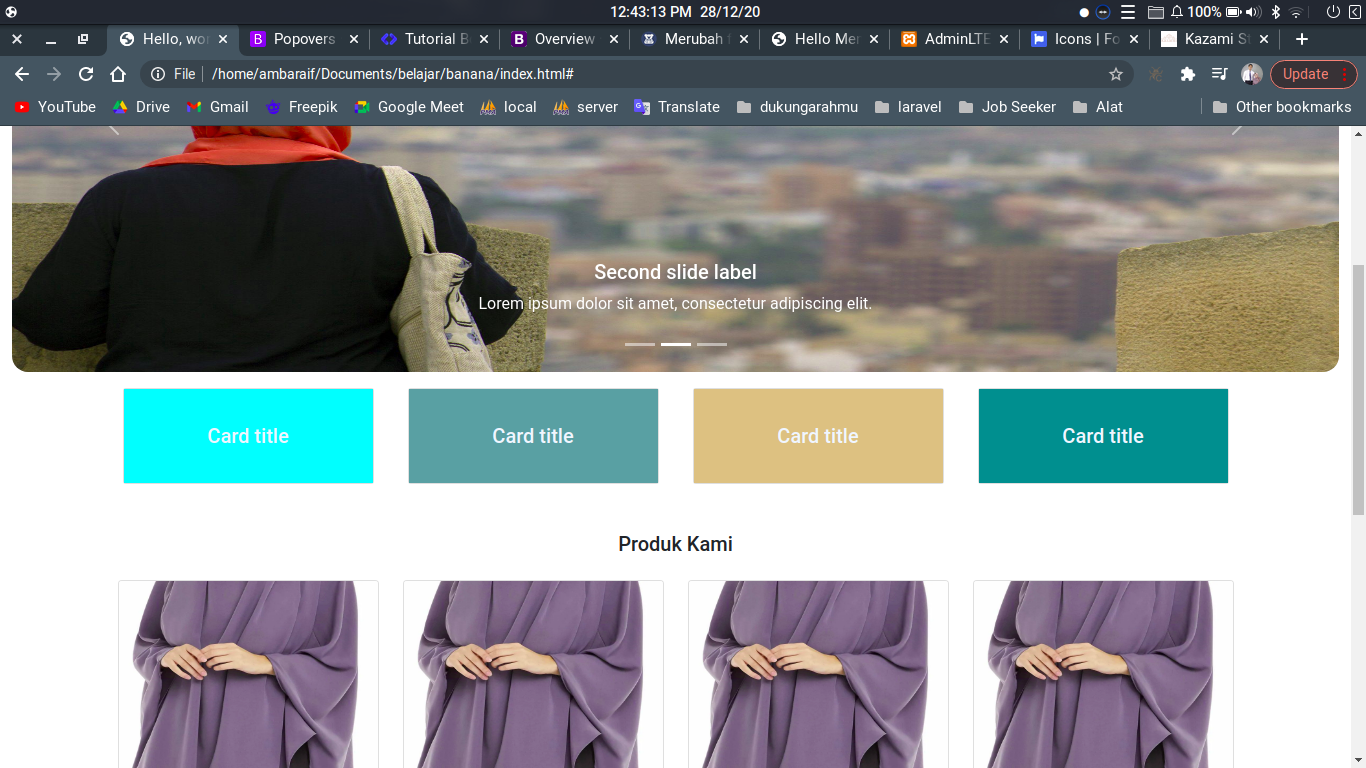 12:43:13 PM 28/12/20
100%
Hello, wor
Popovers
Tutorial B
Overview
Merubah f
Hello Mer
AdminLTE
Icons | Fo
Kazami St
File
/home/ambaraif/Documents/belajar/banana/index.html#
Update
YouTube
Drive
Gmail
Freepik
Google Meet
local
server
Translate
dukungarahmu
laravel
Job Seeker
Alat
Other bookmarks
Second slide label
Lorem ipsum dolor sit amet, consectetur adipiscing elit.
Card title
Card title
Card title
Card title
Produk Kami